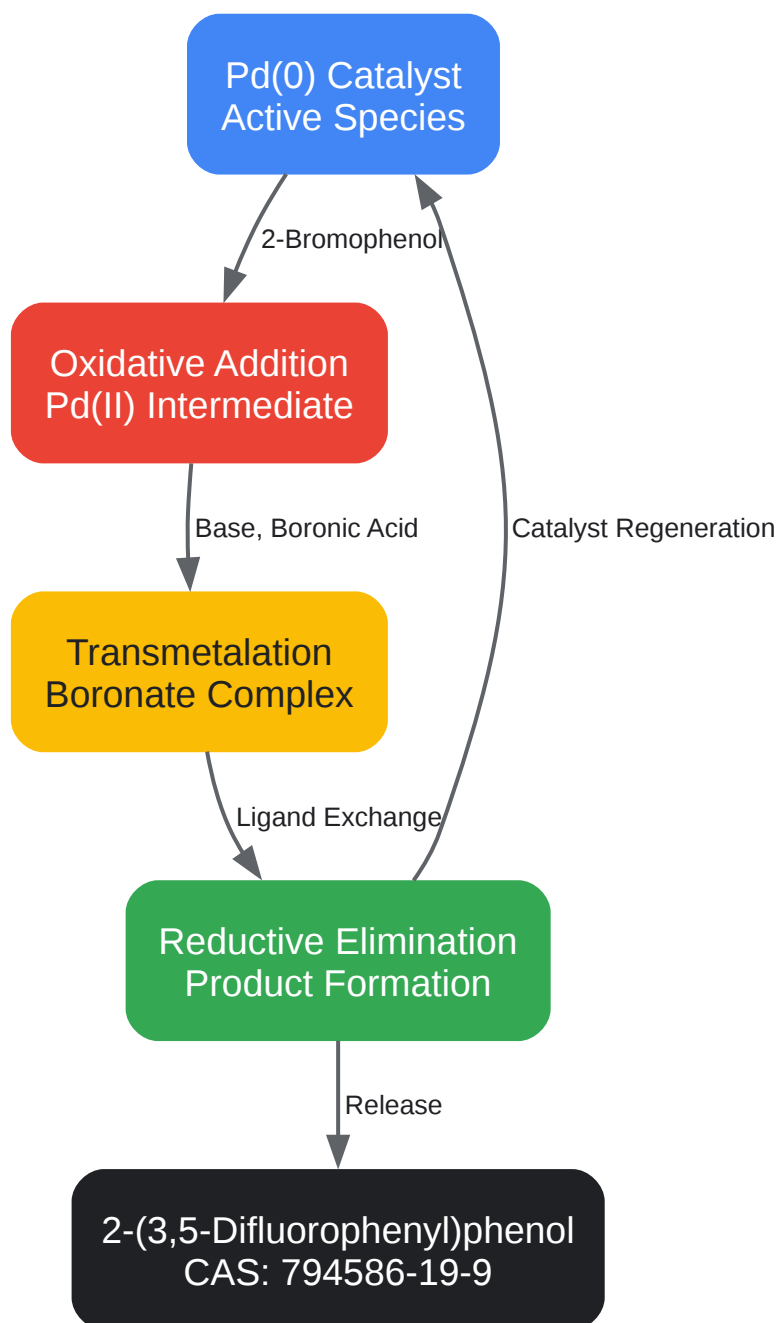 Pd(0) Catalyst
Active Species
2-Bromophenol
Oxidative Addition
Pd(II) Intermediate
Base, Boronic Acid
Catalyst Regeneration
Transmetalation
Boronate Complex
Ligand Exchange
Reductive Elimination
Product Formation
Release
2-(3,5-Difluorophenyl)phenol
CAS: 794586-19-9